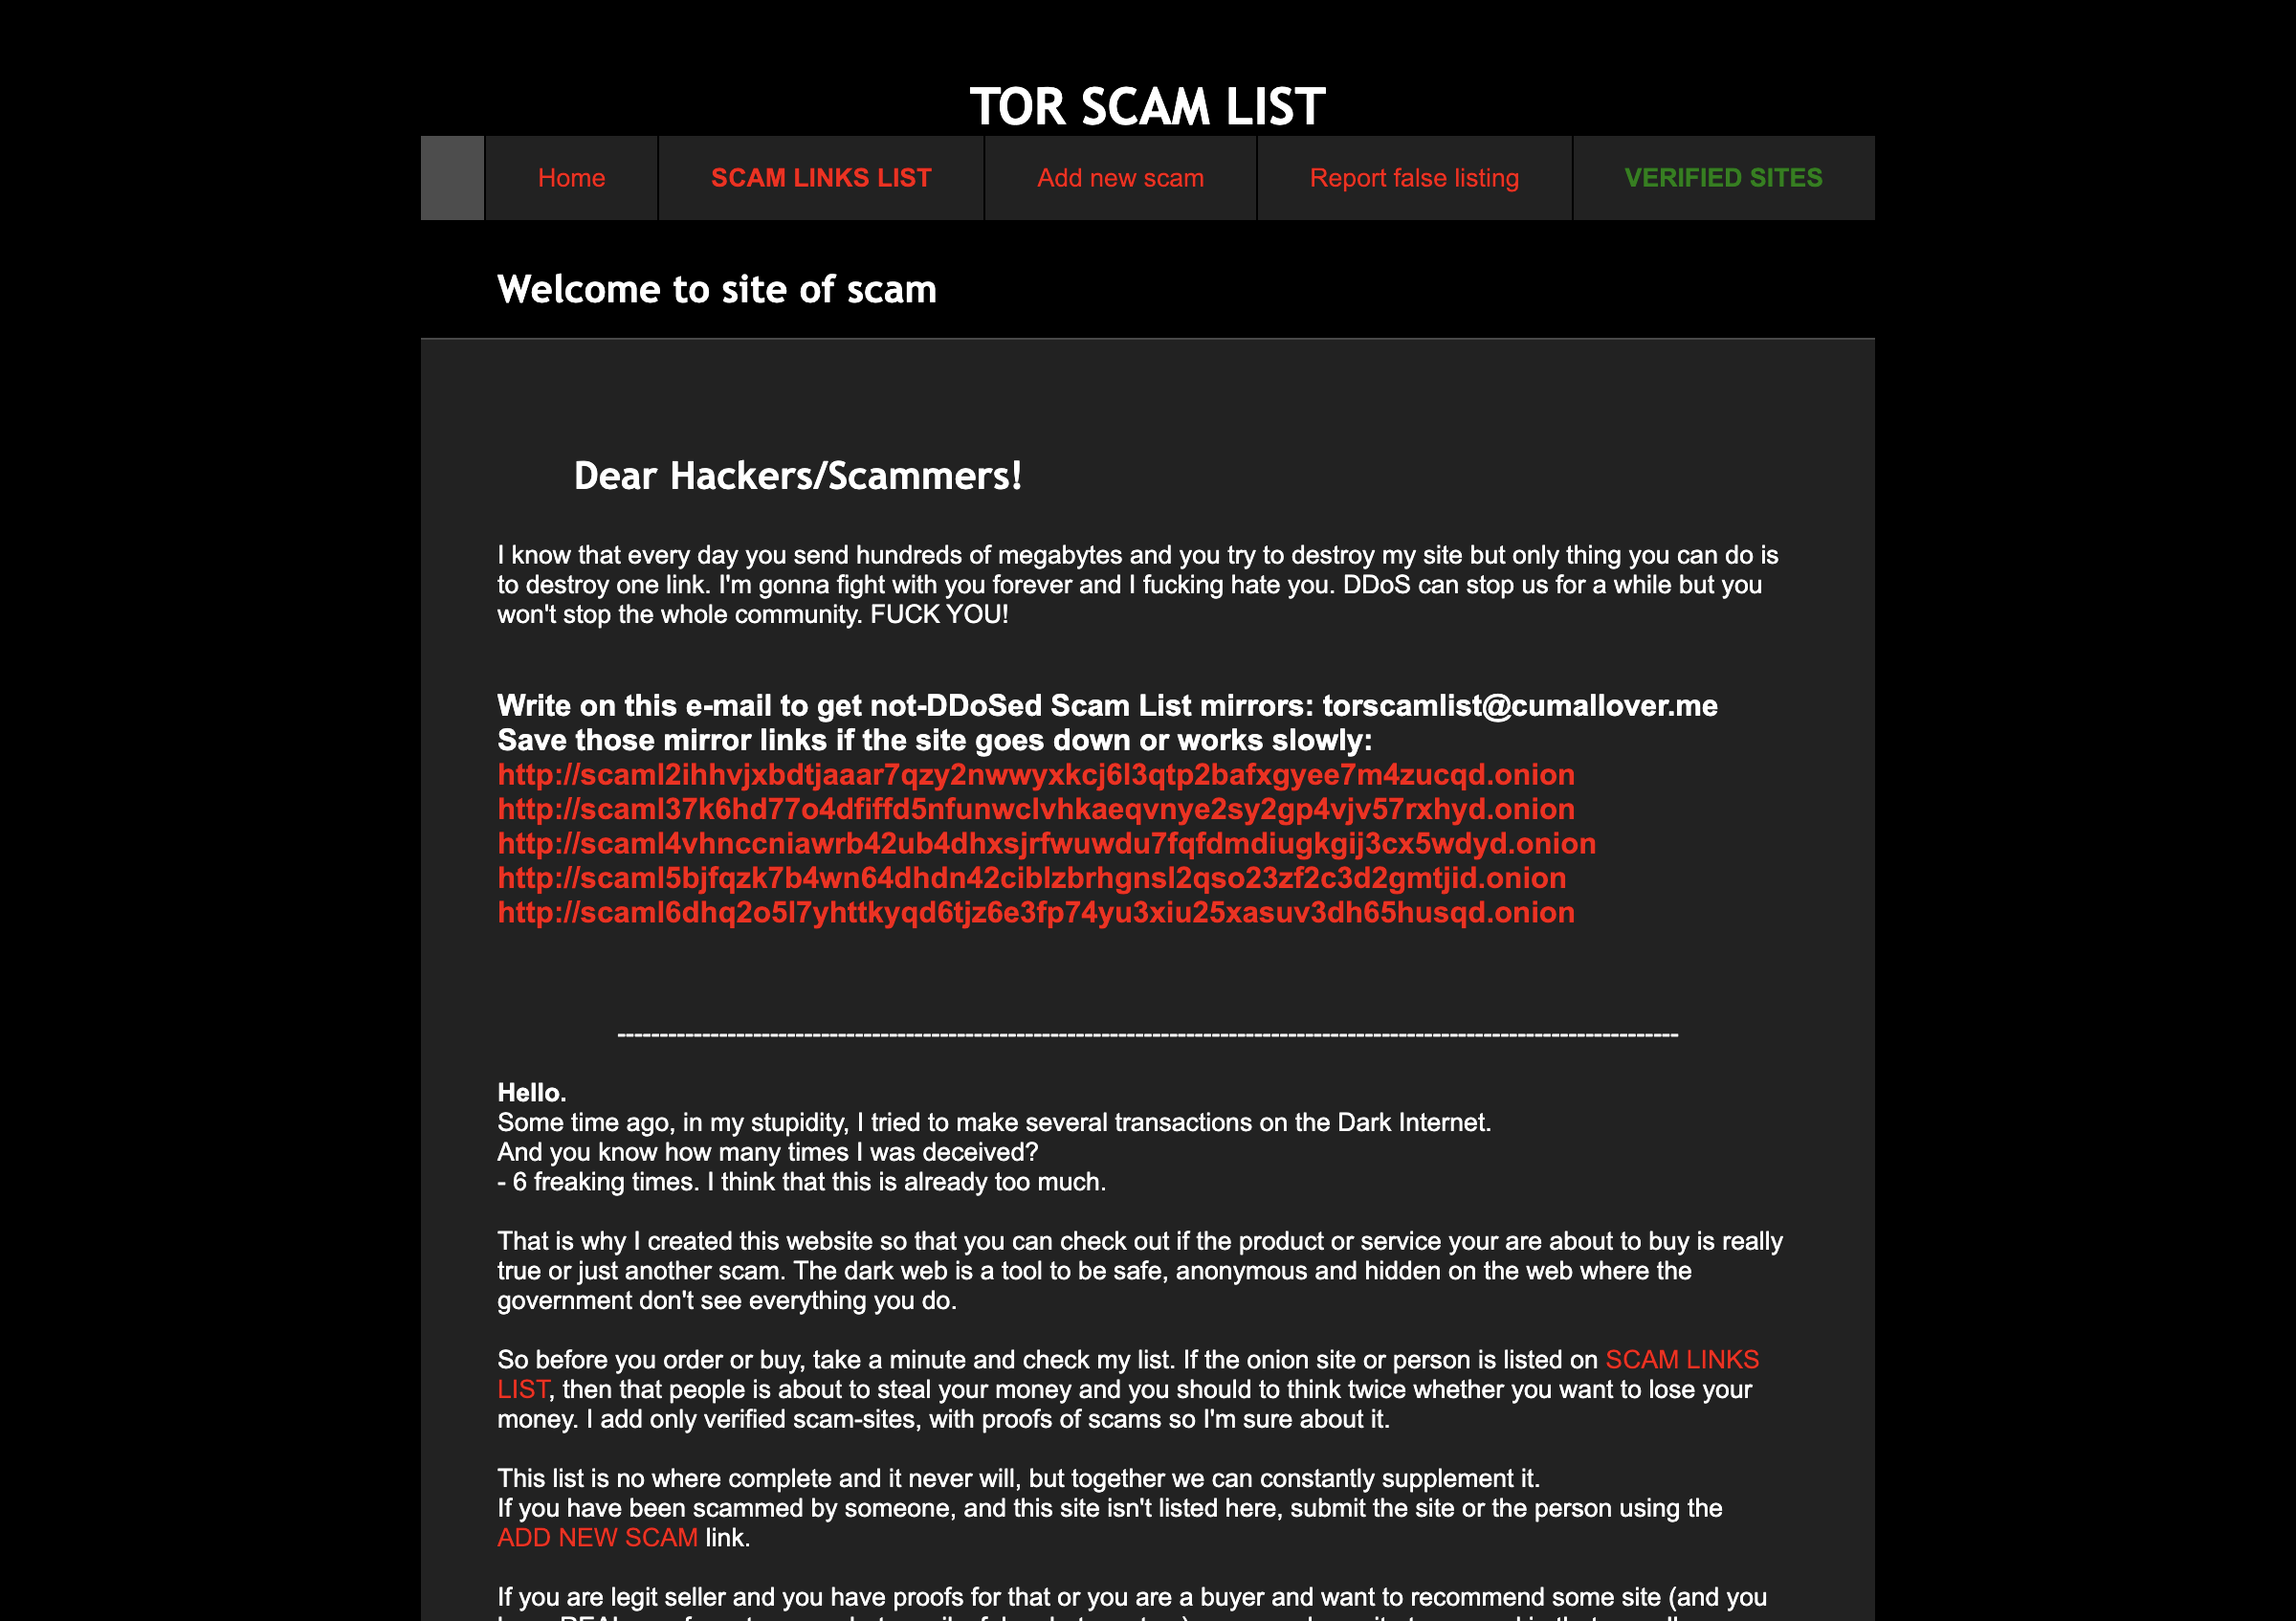 TOR SCAM LIST
Home SCAM LINKS LIST Add new scam Report false listing VERIFIED SITES
Welcome to site of scam
Dear Hackers/Scammers!
I know that every day you send hundreds of megabytes and you try to destroy my site but only thing you can do is
to destroy one link. I'm gonna fight with you forever and I fucking hate you. DDoS can stop us for a while but you
won't stop the whole community. FUCK YOU!
Write on this e-mail to get not-DDoSed Scam List mirrors: torscamlist@cumallover.me
Save those mirror links if the site goes down or works slowly:
http://scaml2ihhvjxbdtjaaar7qzy2nwwyxkcj6l3qtp2bafxgyee7m4zucqd.onion
http://scaml37k6hd77o4dfiffd5nfunwclvhkaeqvnye2sy2gp4vjv57rxhyd.onion
http://scaml4vhnccniawrb42ub4dhxsjrfwuwdu7fqfdmdiugkgij3cx5wdyd.onion
http://scaml5bjfqzk7b4wn64dhdn42ciblzbrhgnsl2qso23zf2c3d2gmtjid.onion
http://scaml6dhq2o5l7yhttkyqd6tjz6e3fp74yu3xiu25xasuv3dh65husqd.onion
--------------------------------------------------------------------------------------------------------------------------------
Hello.
Some time ago, in my stupidity, I tried to make several transactions on the Dark Internet.
And you know how many times I was deceived?
- 6 freaking times. I think that this is already too much.
That is why I created this website so that you can check out if the product or service your are about to buy is really
true or just another scam. The dark web is a tool to be safe, anonymous and hidden on the web where the
government don't see everything you do.
So before you order or buy, take a minute and check my list. If the onion site or person is listed on SCAM LINKS
LIST, then that people is about to steal your money and you should to think twice whether you want to lose your
money. I add only verified scam-sites, with proofs of scams so I'm sure about it.
This list is no where complete and it never will, but together we can constantly supplement it.
If you have been scammed by someone, and this site isn't listed here, submit the site or the person using the
ADD NEW SCAM link.
If you are legit seller and you have proofs for that or you are a buyer and want to recommend some site (and you